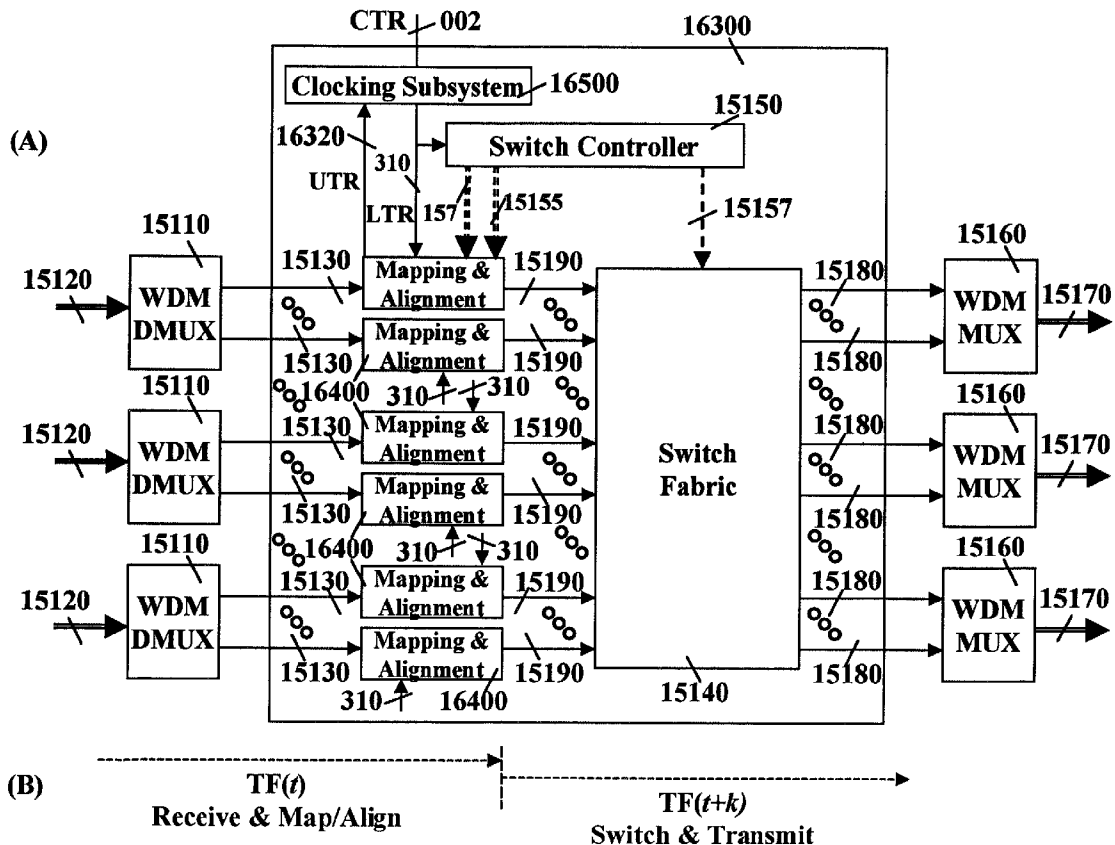 CTR 002
16300
Clocking Subsystem 16500
15150
(A)
16320
310
Switch Controller
UTR
LTR
157
15155
15157
15110
15130
Mapping &
Alignment
15190
15180
15160
15120
WDM
DMUX
WDM
MUX
15170
Mapping &
Alignment
15130
15190
15180
15110
16400
310
310
15160
15120
15130
Mapping &
Alignment
15190
15180
15170
WDM
DMUX
Switch
Fabric
WDM
MUX
Mapping &
Alignment
15130
15190
15180
15110
16400
310
310
15160
15120
15130
Mapping &
Alignment
15190
15180
15170
WDM
DMUX
WDM
MUX
Mapping &
Alignment
15130
15190
15180
310
16400
15140
(B)
TF(t)
Receive & Map/Align
TF(t+k)
Switch & Transmit